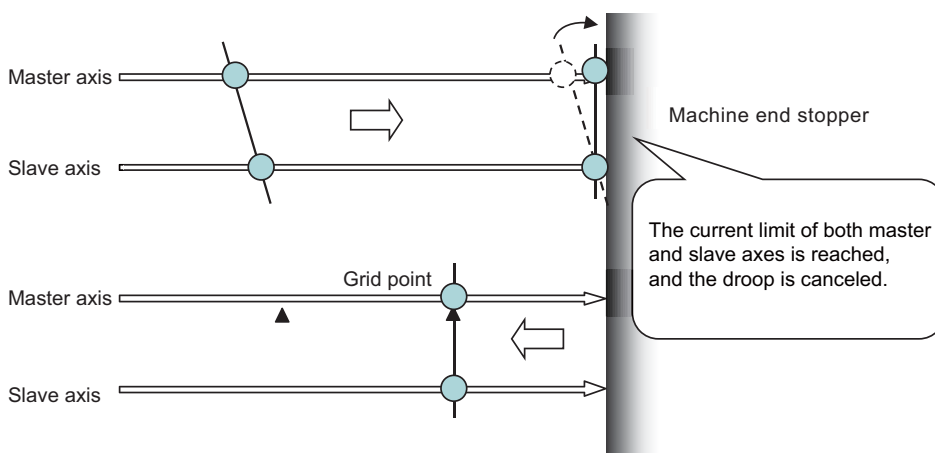 Master axis
Machine end stopper
Slave axis
The current limit of both master
and slave axes is reached,
and the droop is canceled.
Grid point
Master axis
Slave axis